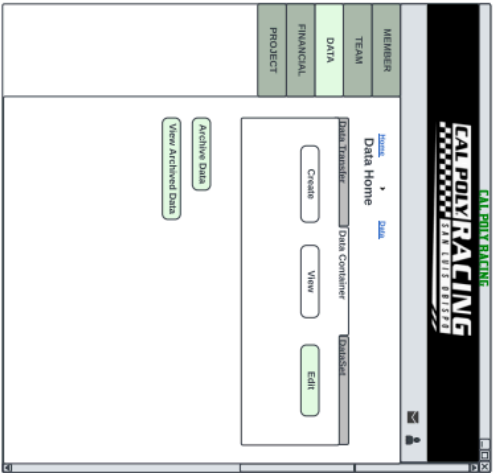 CAL POLY RACING
CAL POLY RACING
SAN LUIS OBISPO
MEMBER
TEAM
DATA
FINANCIAL
PROJECT
Home > Data
Data Home
Data Transfer
Data Container
DataSet
Create
View
Edit
Archive Data
View Archived Data